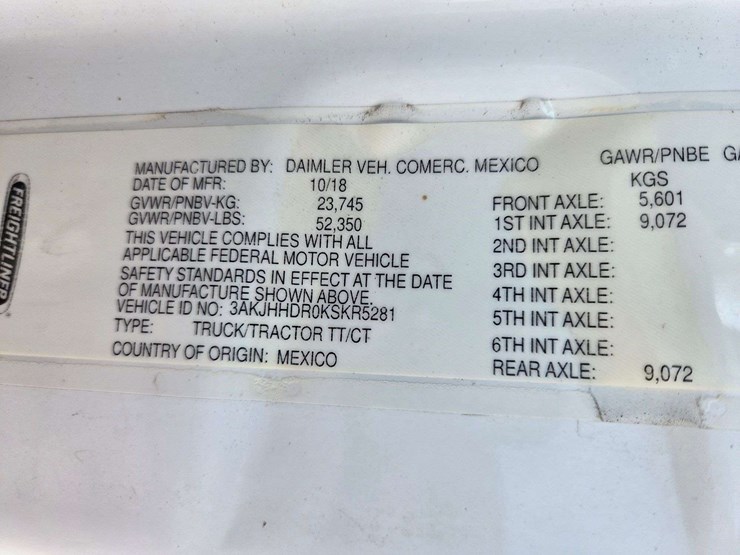 FREIGHTLINER
MANUFACTURED BY: DAIMLER VEH. COMERC. MEXICO
DATE OF MFR: 10/18
GVWR/PNBV-KG: 23,745
GVWR/PNBV-LBS: 52,350
THIS VEHICLE COMPLIES WITH ALL
APPLICABLE FEDERAL MOTOR VEHICLE
SAFETY STANDARDS IN EFFECT AT THE DATE
OF MANUFACTURE SHOWN ABOVE.
VEHICLE ID NO: 3AKJHHDR0KSKR5281
TYPE: TRUCK/TRACTOR TT/CT
COUNTRY OF ORIGIN: MEXICO
GAWR/PNBE GA
KGS
FRONT AXLE: 5,601
1ST INT AXLE: 9,072
2ND INT AXLE:
3RD INT AXLE:
4TH INT AXLE:
5TH INT AXLE:
6TH INT AXLE:
REAR AXLE: 9,072